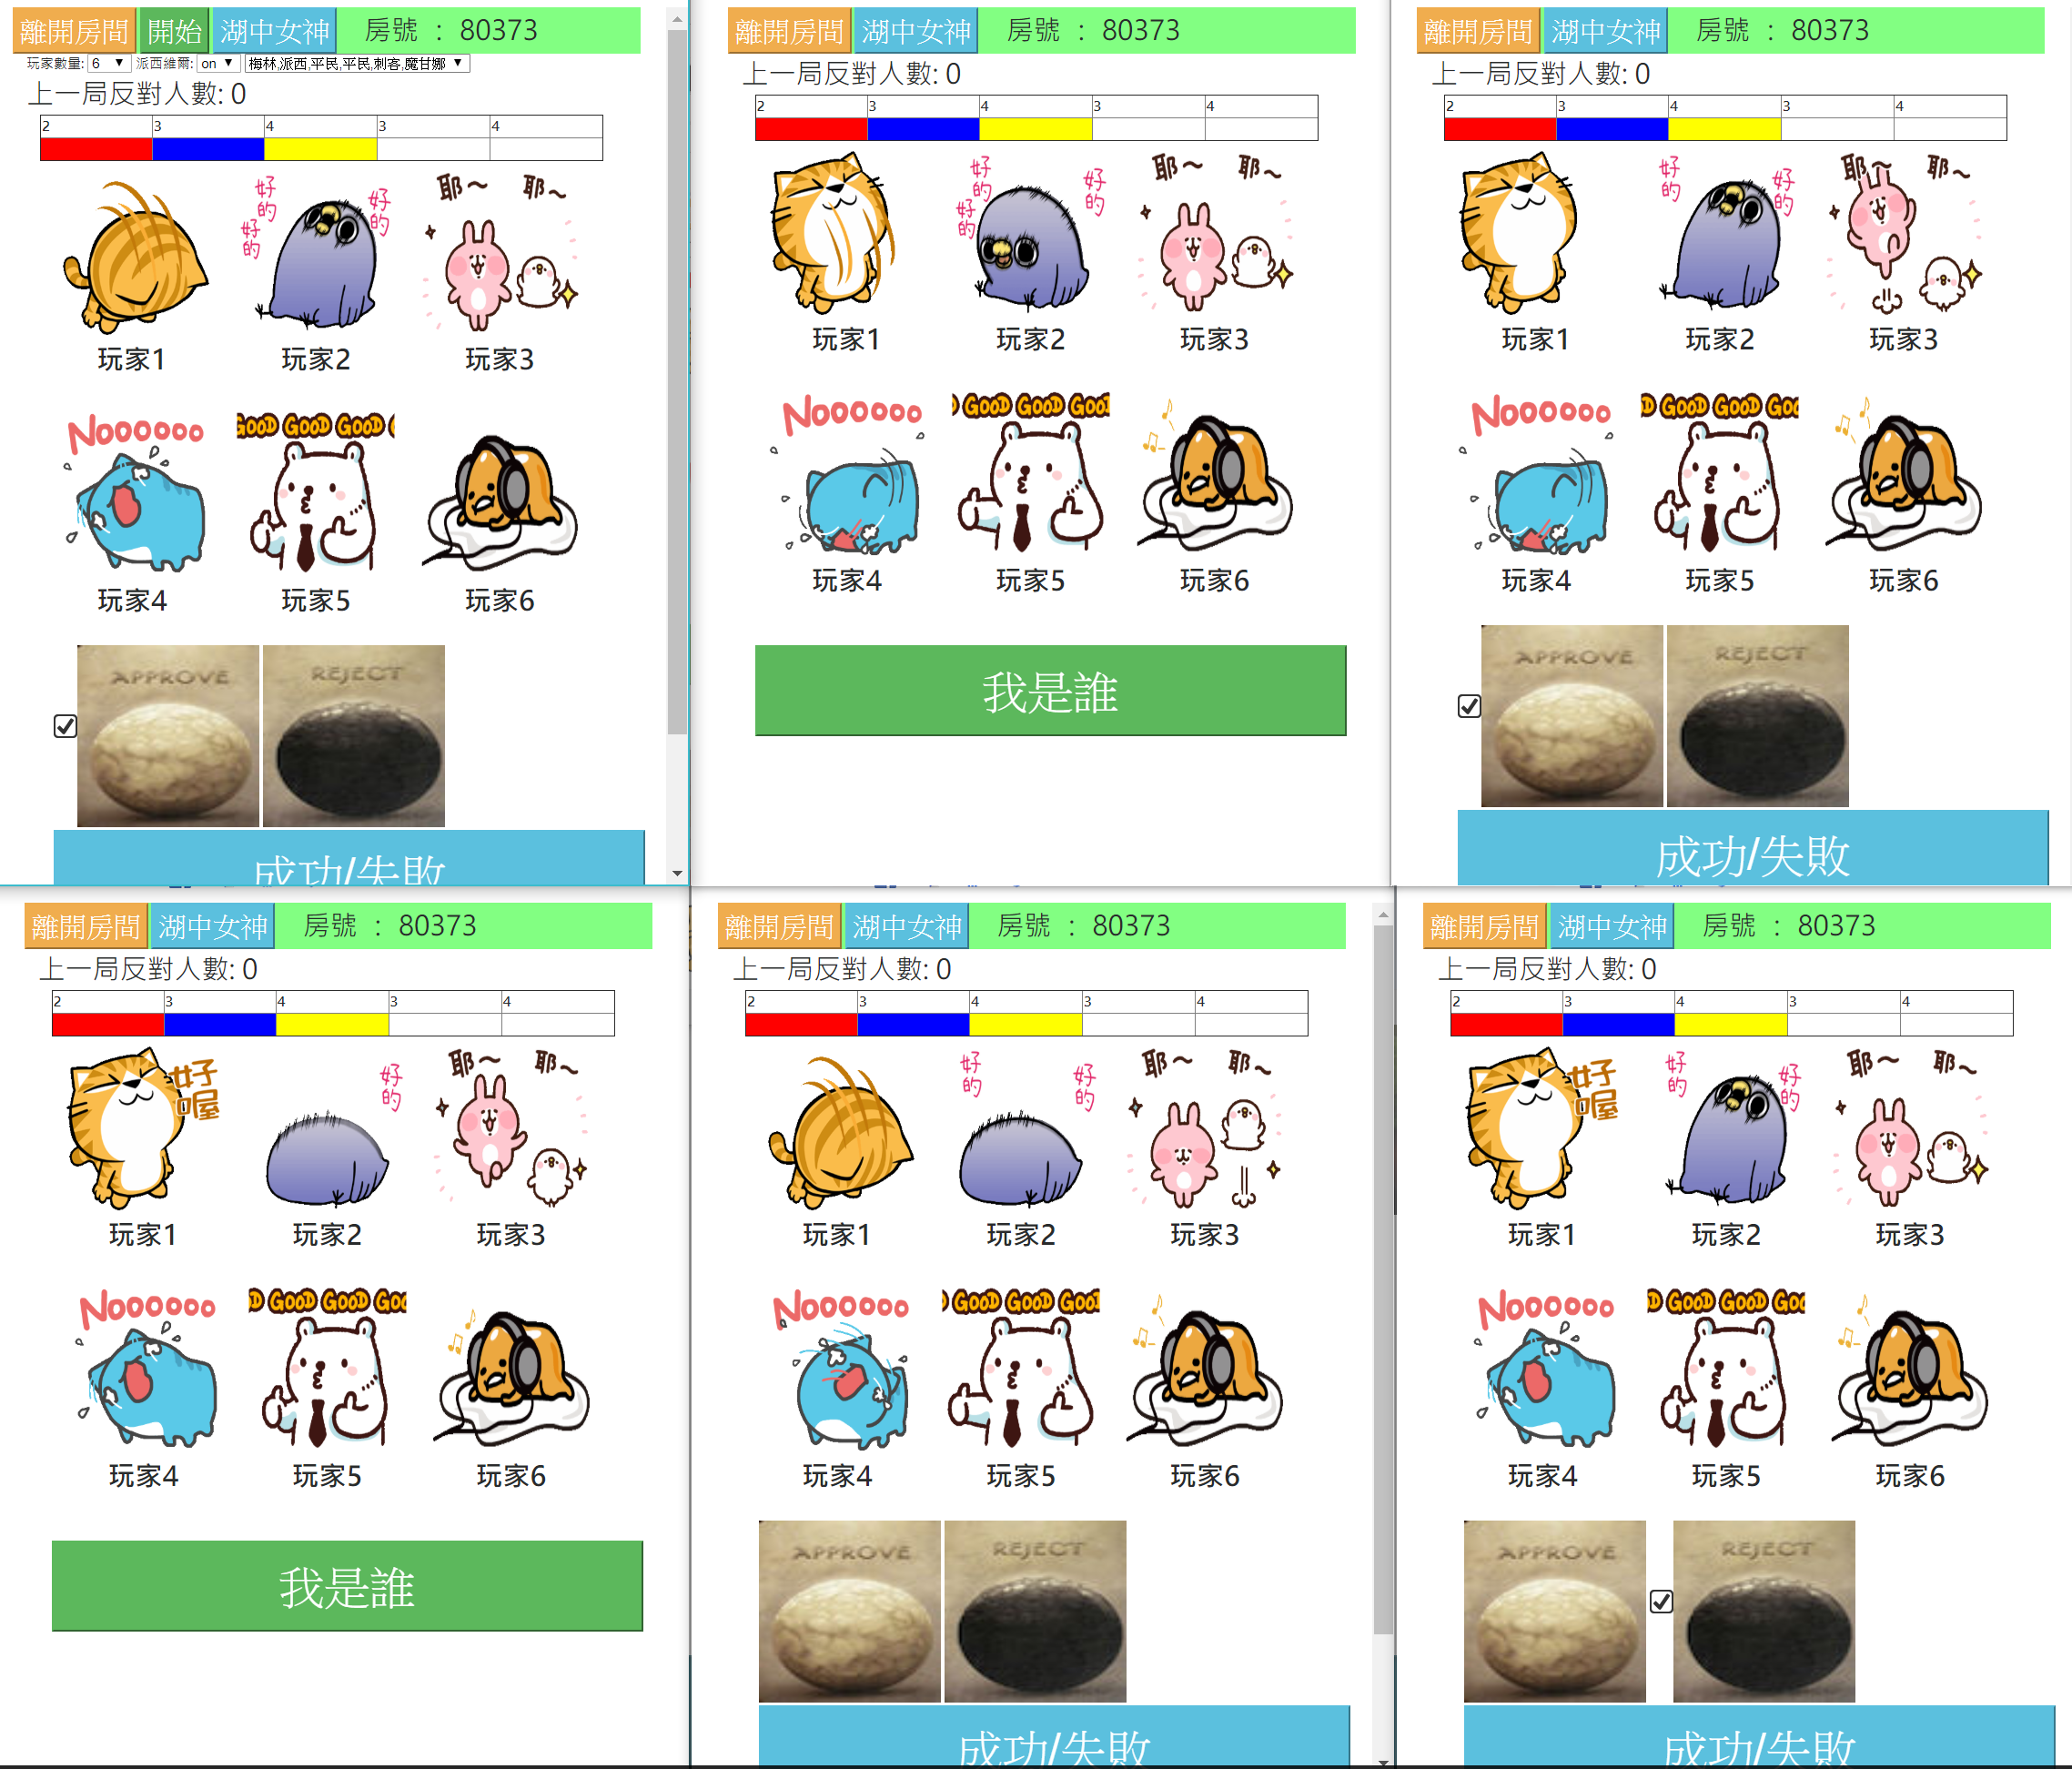 離開房間 開始 湖中女神 房號 : 80373
玩家數量: 6 派西維爾: on 梅林,派西,平民,平民,刺客,魔甘娜
上一局反對人數: 0
2 3 4 3 4
好的 好的 好的
耶～ 耶～
玩家1 玩家2 玩家3
Noooooo
GOOD GOOD GOOD
玩家4 玩家5 玩家6
APPROVE REJECT
成功/失敗
離開房間 湖中女神 房號 : 80373
上一局反對人數: 0
2 3 4 3 4
好的 好的 好的
耶～ 耶～
玩家1 玩家2 玩家3
Noooooo
GOOD GOOD GOOD
玩家4 玩家5 玩家6
我是誰
離開房間 湖中女神 房號 : 80373
上一局反對人數: 0
2 3 4 3 4
好的 好的
耶～ 耶～
玩家1 玩家2 玩家3
Noooooo
GOOD GOOD GOO
玩家4 玩家5 玩家6
APPROVE REJECT
成功/失敗
離開房間 湖中女神 房號 : 80373
上一局反對人數: 0
2 3 4 3 4
好喔
好的
耶～ 耶～
玩家1 玩家2 玩家3
Noooooo
GOOD GOOD GOO
玩家4 玩家5 玩家6
我是誰
離開房間 湖中女神 房號 : 80373
上一局反對人數: 0
2 3 4 3 4
好的 好的
耶～ 耶～
玩家1 玩家2 玩家3
Noooooo
GOOD GOOD GOOD
玩家4 玩家5 玩家6
APPROVE REJECT
成功/失敗
離開房間 湖中女神 房號 : 80373
上一局反對人數: 0
2 3 4 3 4
好喔
好的 好的
耶～ 耶～
玩家1 玩家2 玩家3
Noooooo
GOOD GOOD GOO
玩家4 玩家5 玩家6
APPROVE REJECT
成功/失敗